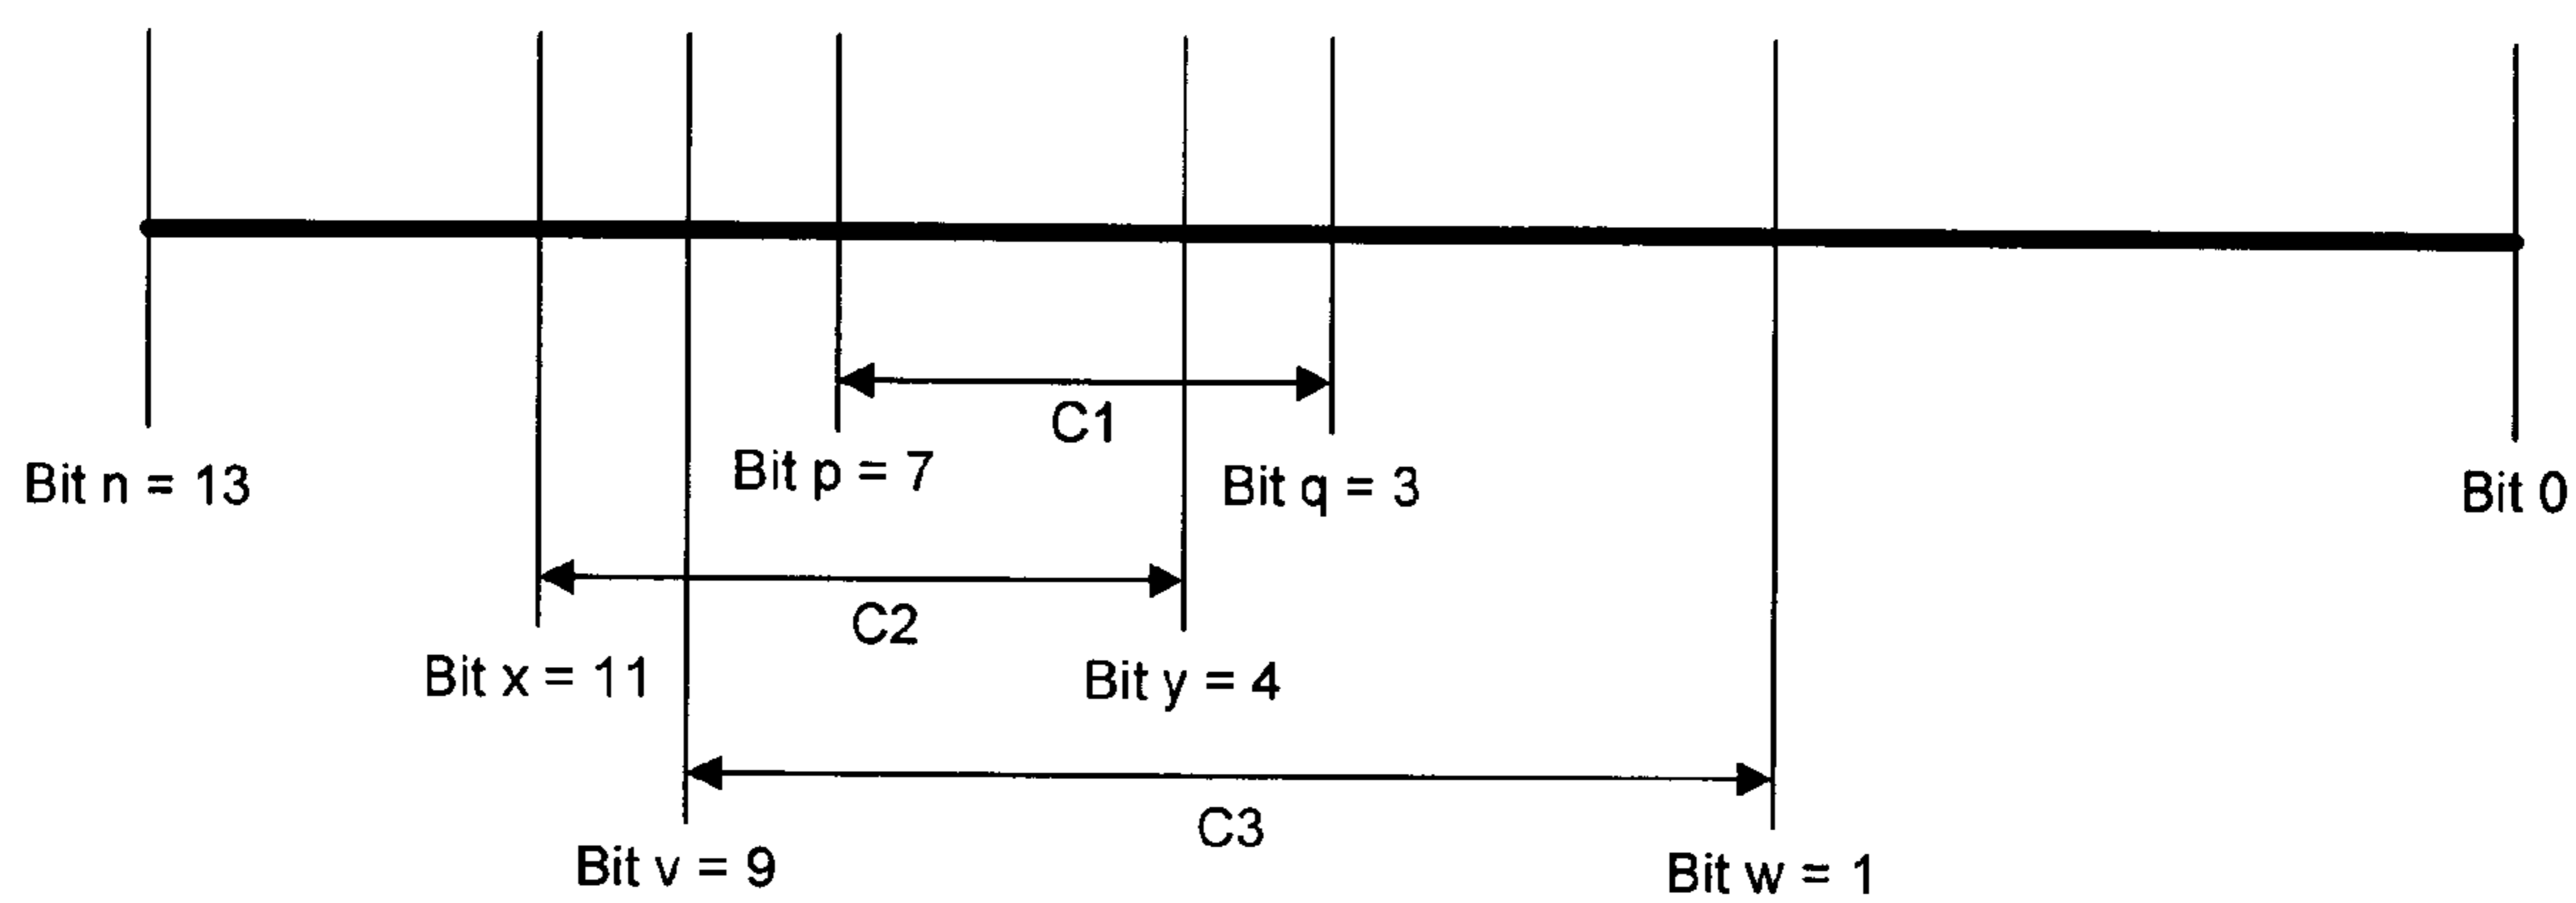 C1
Bit n = 13
Bit p = 7
Bit q = 3
Bit 0
C2
Bit x = 11
Bit y = 4
C3
Bit v = 9
Bit w = 1